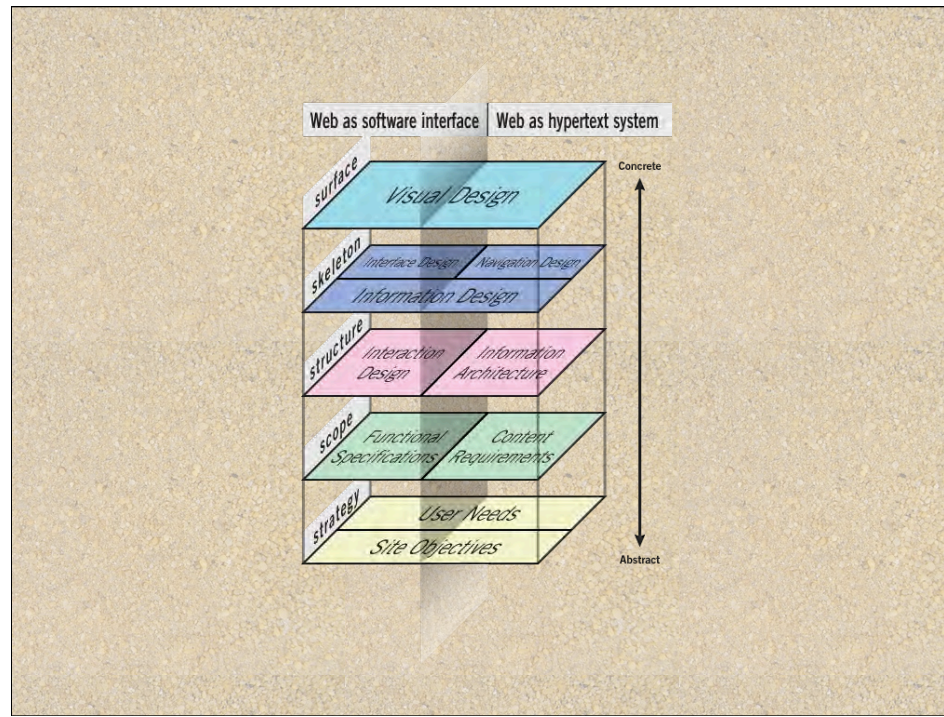 Web as software interface
Web as hypertext system
Concrete
surface
Visual Design
skeleton
Interface Design
Navigation Design
Information Design
structure
Interaction
Design
Information
Architecture
scope
Functional
Specifications
Content
Requirements
strategy
User Needs
Site Objectives
Abstract